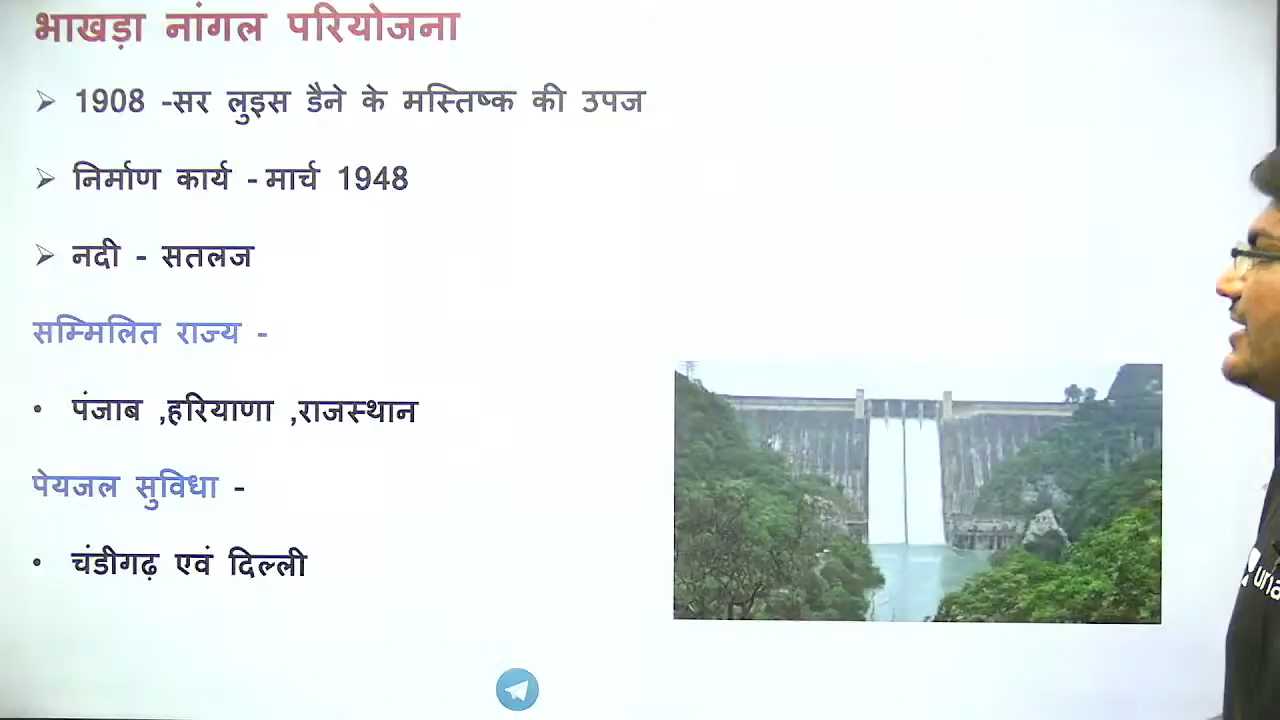 भाखड़ा नांगल परियोजना
➢ 1908 -सर लुइस डैने के मस्तिष्क की उपज
➢ निर्माण कार्य - मार्च 1948
➢ नदी - सतलज
सम्मिलित राज्य -
• पंजाब ,हरियाणा ,राजस्थान
पेयजल सुविधा -
• चंडीगढ़ एवं दिल्ली